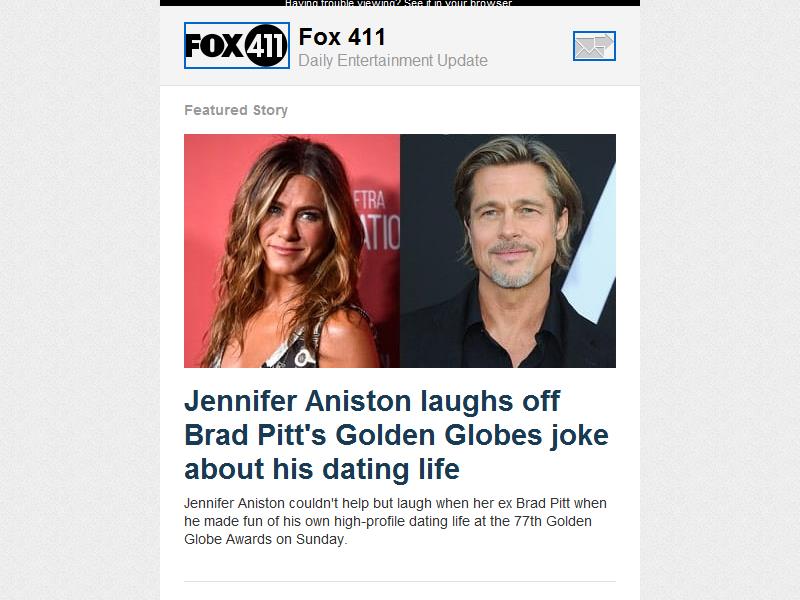 Having trouble viewing? See it in your browser
FOX 411
Fox 411
Daily Entertainment Update
Featured Story
ETRA
ATIO
Jennifer Aniston laughs off
Brad Pitt's Golden Globes joke
about his dating life
Jennifer Aniston couldn't help but laugh when her ex Brad Pitt when
he made fun of his own high-profile dating life at the 77th Golden
Globe Awards on Sunday.